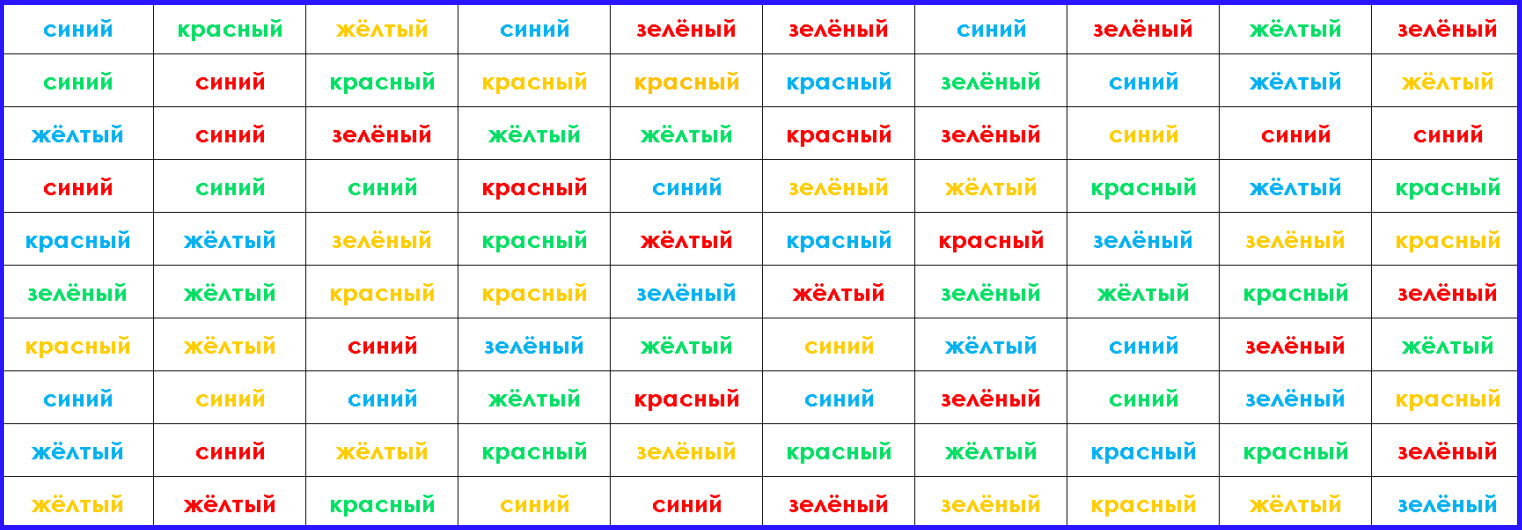 синий красный жёлтый синий зелёный зелёный синий зелёный жёлтый зелёный
синий синий красный красный красный красный зелёный синий жёлтый жёлтый
жёлтый синий зелёный жёлтый жёлтый красный зелёный синий синий синий
синий синий синий красный синий зелёный жёлтый красный жёлтый красный
красный жёлтый зелёный красный жёлтый красный красный зелёный зелёный красный
зелёный жёлтый красный красный зелёный жёлтый зелёный жёлтый красный зелёный
красный жёлтый синий зелёный жёлтый синий жёлтый синий зелёный жёлтый
синий синий синий жёлтый красный синий зелёный синий зелёный красный
жёлтый синий жёлтый красный зелёный красный жёлтый красный красный зелёный
жёлтый жёлтый красный синий синий зелёный зелёный красный жёлтый зелёный